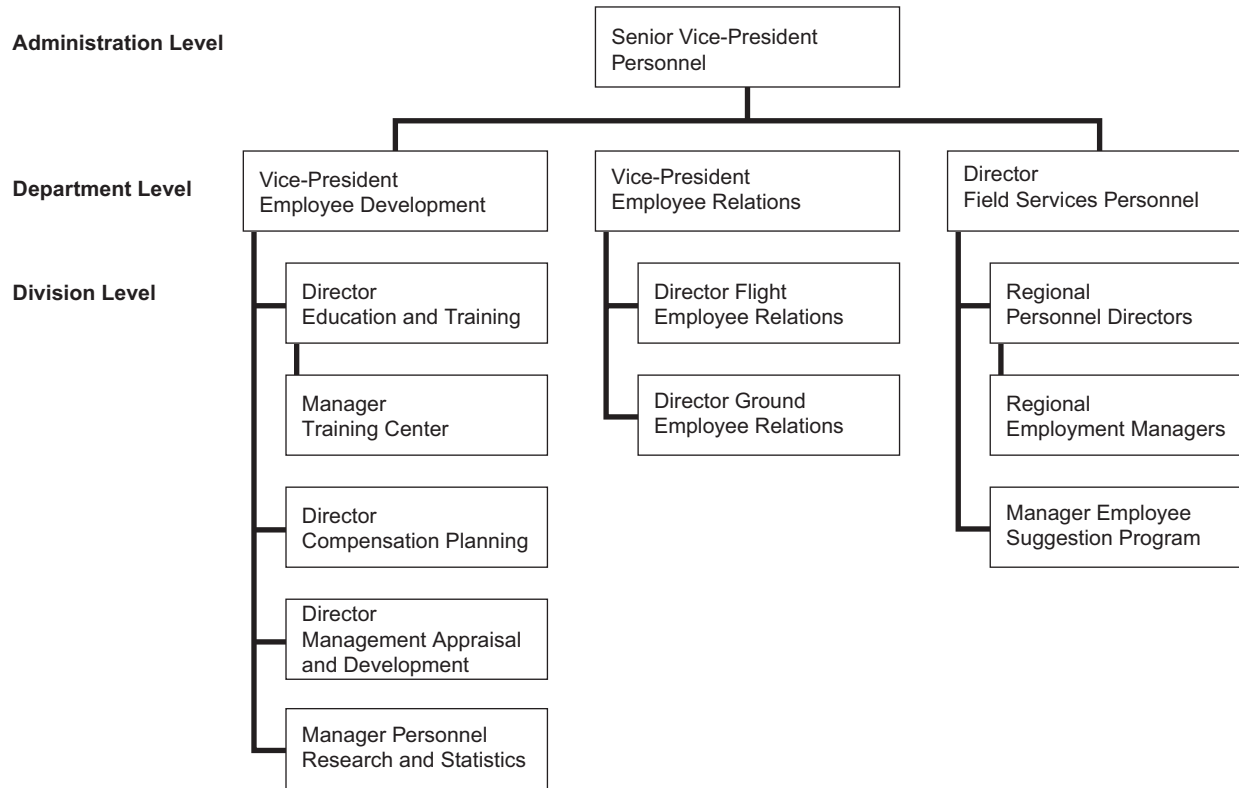 Administration Level
Senior Vice-President
Personnel
Department Level
Vice-President
Employee Development
Vice-President
Employee Relations
Director
Field Services Personnel
Division Level
Director
Education and Training
Manager
Training Center
Director
Compensation Planning
Director
Management Appraisal
and Development
Manager Personnel
Research and Statistics
Director Flight
Employee Relations
Director Ground
Employee Relations
Regional
Personnel Directors
Regional
Employment Managers
Manager Employee
Suggestion Program